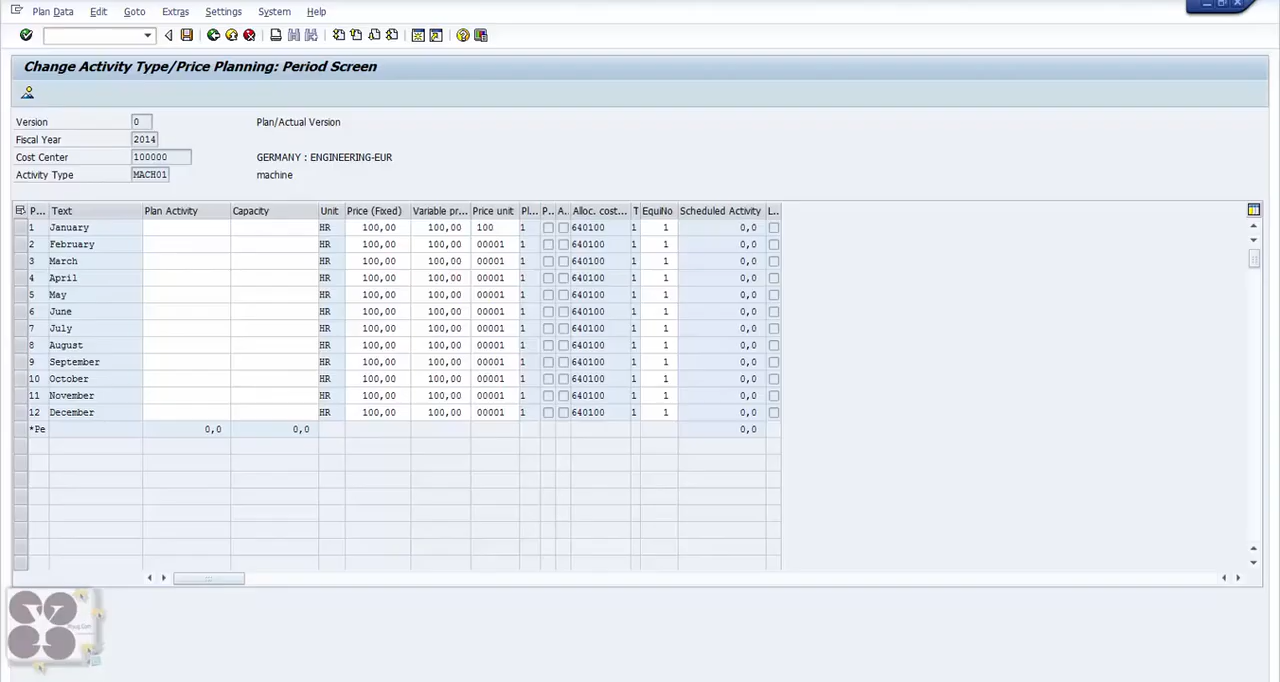 Plan Data Edit Goto Extras Settings System Help
Change Activity Type/Price Planning: Period Screen
Version 0 Plan/Actual Version
Fiscal Year 2014
Cost Center 100000 GERMANY : ENGINEERING-EUR
Activity Type MACH01 machine
P... Text Plan Activity Capacity Unit Price (Fixed) Variable pr... Price unit Pl... P.. A.. Alloc. cost... T EquiNo Scheduled Activity L..
1 January HR 100,00 100,00 100 1 640100 1 1 0,0
2 February HR 100,00 100,00 00001 1 640100 1 1 0,0
3 March HR 100,00 100,00 00001 1 640100 1 1 0,0
4 April HR 100,00 100,00 00001 1 640100 1 1 0,0
5 May HR 100,00 100,00 00001 1 640100 1 1 0,0
6 June HR 100,00 100,00 00001 1 640100 1 1 0,0
7 July HR 100,00 100,00 00001 1 640100 1 1 0,0
8 August HR 100,00 100,00 00001 1 640100 1 1 0,0
9 September HR 100,00 100,00 00001 1 640100 1 1 0,0
10 October HR 100,00 100,00 00001 1 640100 1 1 0,0
11 November HR 100,00 100,00 00001 1 640100 1 1 0,0
12 December HR 100,00 100,00 00001 1 640100 1 1 0,0
*Pe 0,0 0,0 0,0